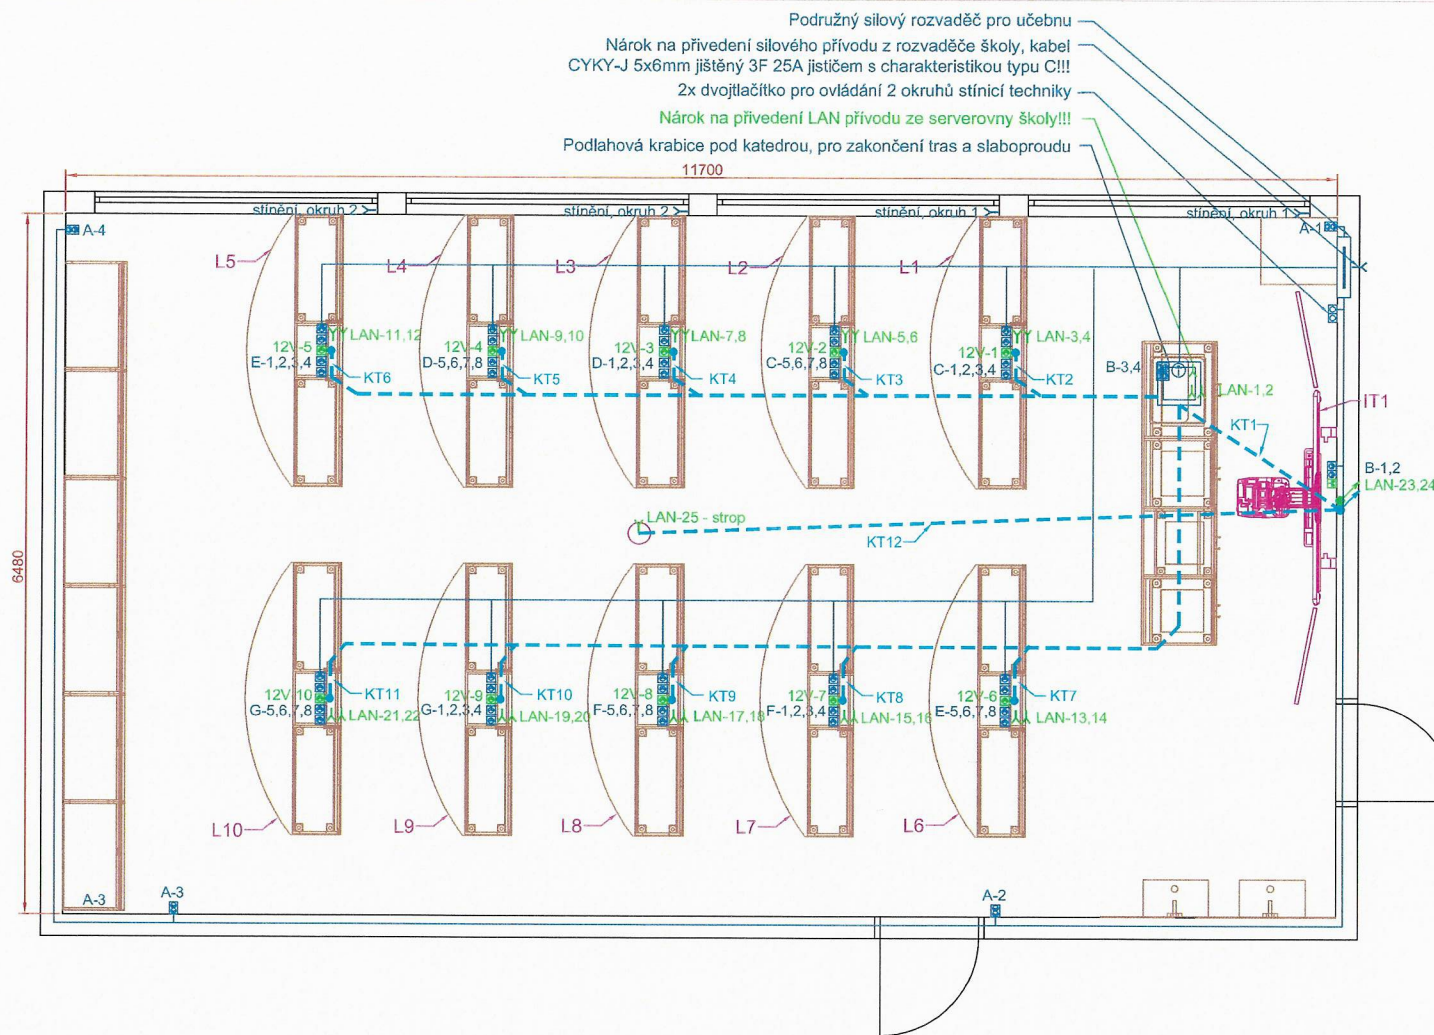 Podružný silový rozvaděč pro učebnu
Nárok na přivedení silového přívodu z rozvaděče školy, kabel
CYKY-J 5x6mm jištěný 3F 25A jističem s charakteristikou typu C!!!
2x dvojtlačítko pro ovládání 2 okruhů stínicí techniky
Nárok na přivedení LAN přívodu ze serverovny školy!!!
Podlahová krabice pod katedrou, pro zakončení tras a slaboproudu
11700
stínění, okruh 2
stínění, okruh 2
stínění, okruh 1
stínění, okruh 1
A-4
A-1
L5
L4
L3
L2
L1
LAN-11,12
LAN-9,10
LAN-7,8
LAN-5,6
LAN-3,4
12V-5
12V-4
12V-3
12V-2
12V-1
E-1,2,3,4
D-5,6,7,8
D-1,2,3,4
C-5,6,7,8
C-1,2,3,4
B-3,4
KT6
KT5
KT4
KT3
KT2
LAN-1,2
IT1
KT1
B-1,2
LAN-23,24
LAN-25 - strop
KT12
6480
12V-10
12V-9
12V-8
12V-7
12V-6
KT11
KT10
KT9
KT8
KT7
G-5,6,7,8
G-1,2,3,4
F-5,6,7,8
F-1,2,3,4
E-5,6,7,8
LAN-21,22
LAN-19,20
LAN-17,18
LAN-15,16
LAN-13,14
L10
L9
L8
L7
L6
A-3
A-3
A-2